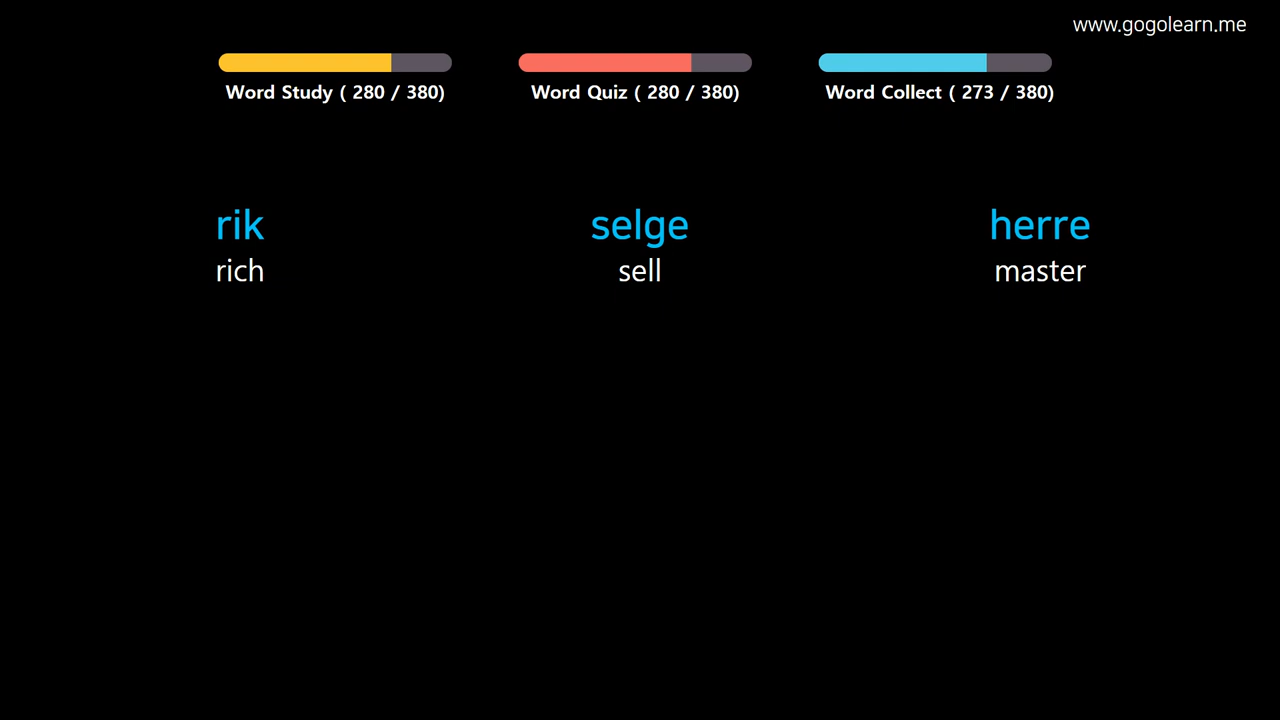 www.gogolearn.me
Word Study ( 280 / 380)
Word Quiz ( 280 / 380)
Word Collect ( 273 / 380)
rik
selge
herre
rich
sell
master